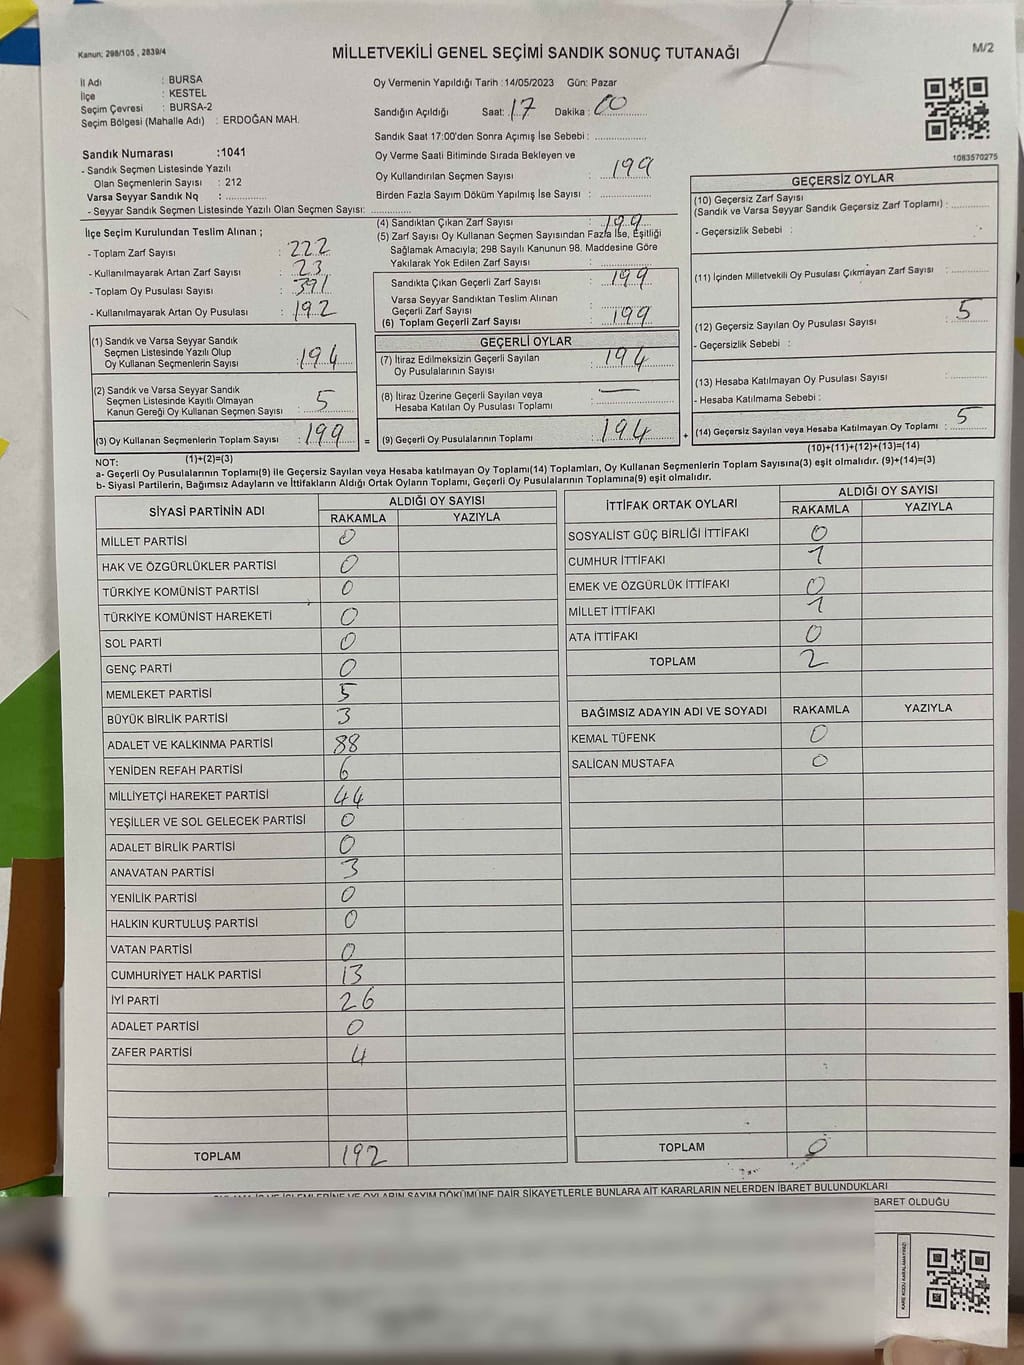 Kanun: 298/105 , 2839/4
MİLLETVEKİLİ GENEL SEÇİMİ SANDIK SONUÇ TUTANAĞI
M/2
İl Adı : BURSA
İlçe : KESTEL
Seçim Çevresi : BURSA-2
Seçim Bölgesi (Mahalle Adı) : ERDOĞAN MAH.
Oy Vermenin Yapıldığı Tarih :14/05/2023 Gün: Pazar
Sandığın Açıldığı Saat: 17 Dakika : 00
Sandık Saat 17:00'den Sonra Açımış İse Sebebi :
Oy Verme Saati Bitiminde Sırada Bekleyen ve
Oy Kullandırılan Seçmen Sayısı : 199
Birden Fazla Sayım Döküm Yapılmış İse Sayısı :
1083570275
Sandık Numarası :1041
- Sandık Seçmen Listesinde Yazılı
Olan Seçmenlerin Sayısı : 212
Varsa Seyyar Sandık No :
- Seyyar Sandık Seçmen Listesinde Yazılı Olan Seçmen Sayısı:
İlçe Seçim Kurulundan Teslim Alınan ;
- Toplam Zarf Sayısı : 222
- Kullanılmayarak Artan Zarf Sayısı : 23
- Toplam Oy Pusulası Sayısı : 391
- Kullanılmayarak Artan Oy Pusulası : 192
(1) Sandık ve Varsa Seyyar Sandık
Seçmen Listesinde Yazılı Olup
Oy Kullanan Seçmenlerin Sayısı : 194
(2) Sandık ve Varsa Seyyar Sandık
Seçmen Listesinde Kayıtlı Olmayan
Kanun Gereği Oy Kullanan Seçmen Sayısı : 5
(3) Oy Kullanan Seçmenlerin Toplam Sayısı : 199
(1)+(2)=(3)
(4) Sandıktan Çıkan Zarf Sayısı : 199
(5) Zarf Sayısı Oy Kullanan Seçmen Sayısından Fazla İse, Eşitliği
Sağlamak Amacıyla; 298 Sayılı Kanunun 98. Maddesine Göre
Yakılarak Yok Edilen Zarf Sayısı :
Sandıkta Çıkan Geçerli Zarf Sayısı : 199
Varsa Seyyar Sandıktan Teslim Alınan
Geçerli Zarf Sayısı :
(6) Toplam Geçerli Zarf Sayısı : 199
GEÇERLİ OYLAR
(7) İtiraz Edilmeksizin Geçerli Sayılan
Oy Pusulalarının Sayısı : 194
(8) İtiraz Üzerine Geçerli Sayılan veya
Hesaba Katılan Oy Pusulası Toplamı : —
= (9) Geçerli Oy Pusulalarının Toplamı : 194
GEÇERSİZ OYLAR
(10) Geçersiz Zarf Sayısı
(Sandık ve Varsa Seyyar Sandık Geçersiz Zarf Toplamı) :
- Geçersiz Sebebi :
(11) İçinden Milletvekili Oy Pusulası Çıkmayan Zarf Sayısı :
(12) Geçersiz Sayılan Oy Pusulası Sayısı : 5
- Geçersizlik Sebebi :
(13) Hesaba Katılmayan Oy Pusulası Sayısı :
- Hesaba Katılmama Sebebi :
+ (14) Geçersiz Sayılan veya Hesaba Katılmayan Oy Toplamı : 5
(10)+(11)+(12)+(13)=(14)
NOT:
a- Geçerli Oy Pusulalarının Toplamı(9) ile Geçersiz Sayılan veya Hesaba katılmayan Oy Toplamı(14) Toplamları, Oy Kullanan Seçmenlerin Toplam Sayısına(3) eşit olmalıdır. (9)+(14)=(3)
b- Siyasi Partilerin, Bağımsız Adayların ve İttifakların Aldığı Ortak Oyların Toplamı, Geçerli Oy Pusulalarının Toplamına(9) eşit olmalıdır.
SİYASİ PARTİNİN ADI ALDIĞI OY SAYISI
RAKAMLA YAZIYLA
MİLLET PARTİSİ 0
HAK VE ÖZGÜRLÜKLER PARTİSİ 0
TÜRKİYE KOMÜNİST PARTİSİ 0
TÜRKİYE KOMÜNİST HAREKETİ 0
SOL PARTİ 0
GENÇ PARTİ 0
MEMLEKET PARTİSİ 5
BÜYÜK BİRLİK PARTİSİ 3
ADALET VE KALKINMA PARTİSİ 88
YENİDEN REFAH PARTİSİ 6
MİLLİYETÇİ HAREKET PARTİSİ 44
YEŞİLLER VE SOL GELECEK PARTİSİ 0
ADALET BİRLİK PARTİSİ 0
ANAVATAN PARTİSİ 3
YENİLİK PARTİSİ 0
HALKIN KURTULUŞ PARTİSİ 0
VATAN PARTİSİ 0
CUMHURİYET HALK PARTİSİ 13
İYİ PARTİ 26
ADALET PARTİSİ 0
ZAFER PARTİSİ 4
TOPLAM 192
İTTİFAK ORTAK OYLARI ALDIĞI OY SAYISI
RAKAMLA YAZIYLA
SOSYALİST GÜÇ BİRLİĞİ İTTİFAKI 0
CUMHUR İTTİFAKI 1
EMEK VE ÖZGÜRLÜK İTTİFAKI 0
MİLLET İTTİFAKI 1
ATA İTTİFAKI 0
TOPLAM 2
BAĞIMSIZ ADAYIN ADI VE SOYADI RAKAMLA YAZIYLA
KEMAL TÜFENK 0
SALİCAN MUSTAFA 0
TOPLAM 0
İŞLEMLERİNE VE OYLARIN SAYIM DÖKÜMÜNE DAİR ŞİKAYETLERLE BUNLARA AİT KARARLARIN NELERDEN İBARET BULUNDUKLARI
BARET OLDUĞU
KARE KODU KARALAMAYINIZ!